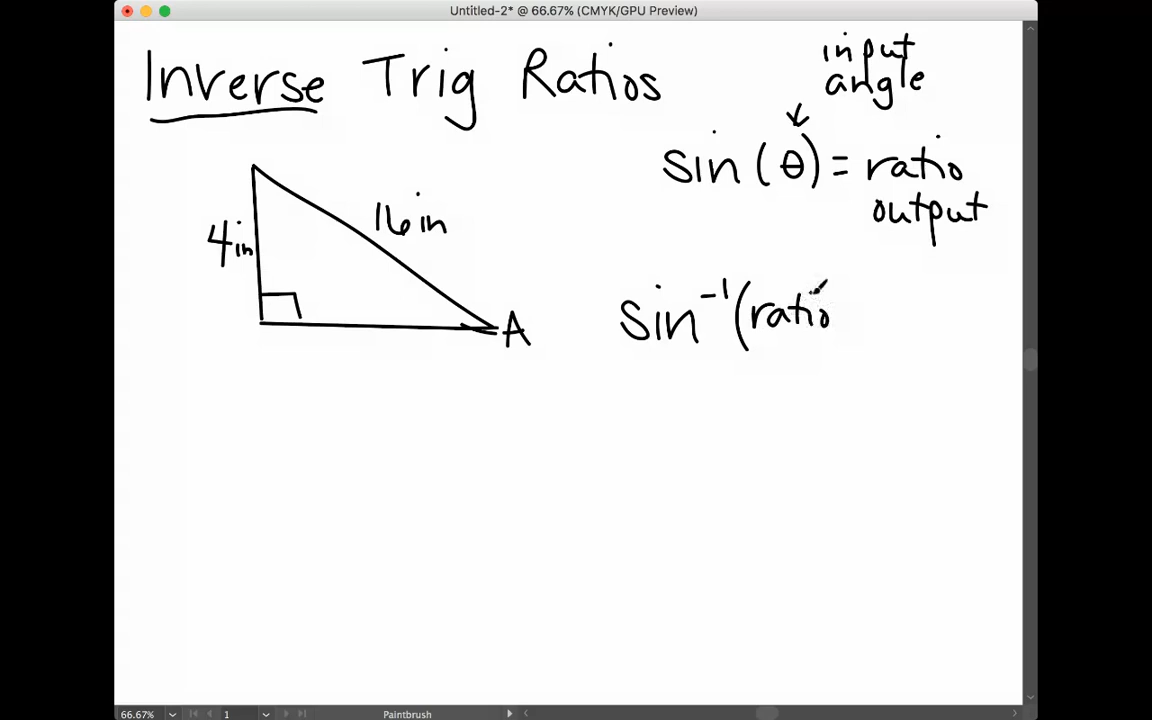 Untitled-2* @ 66.67% (CMYK/GPU Preview)
Inverse Trig Ratios
input
angle
sin(θ) = ratio
output
4in
16in
A
sin⁻¹(ratio
66.67%
1
Paintbrush